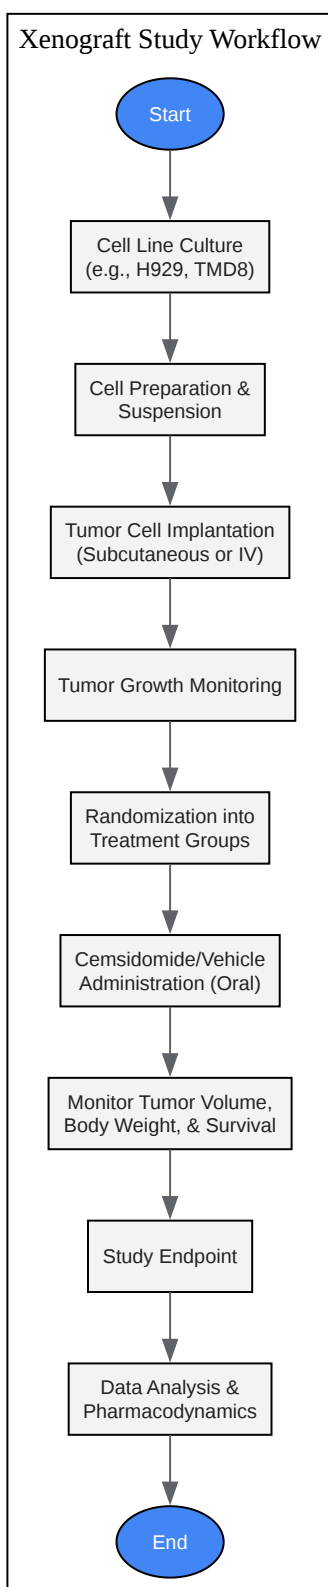 Xenograft Study Workflow
Start
Cell Line Culture
(e.g., H929, TMD8)
Cell Preparation &
Suspension
Tumor Cell Implantation
(Subcutaneous or IV)
Tumor Growth Monitoring
Randomization into
Treatment Groups
Cemsidomide/Vehicle
Administration (Oral)
Monitor Tumor Volume,
Body Weight, & Survival
Study Endpoint
Data Analysis &
Pharmacodynamics
End